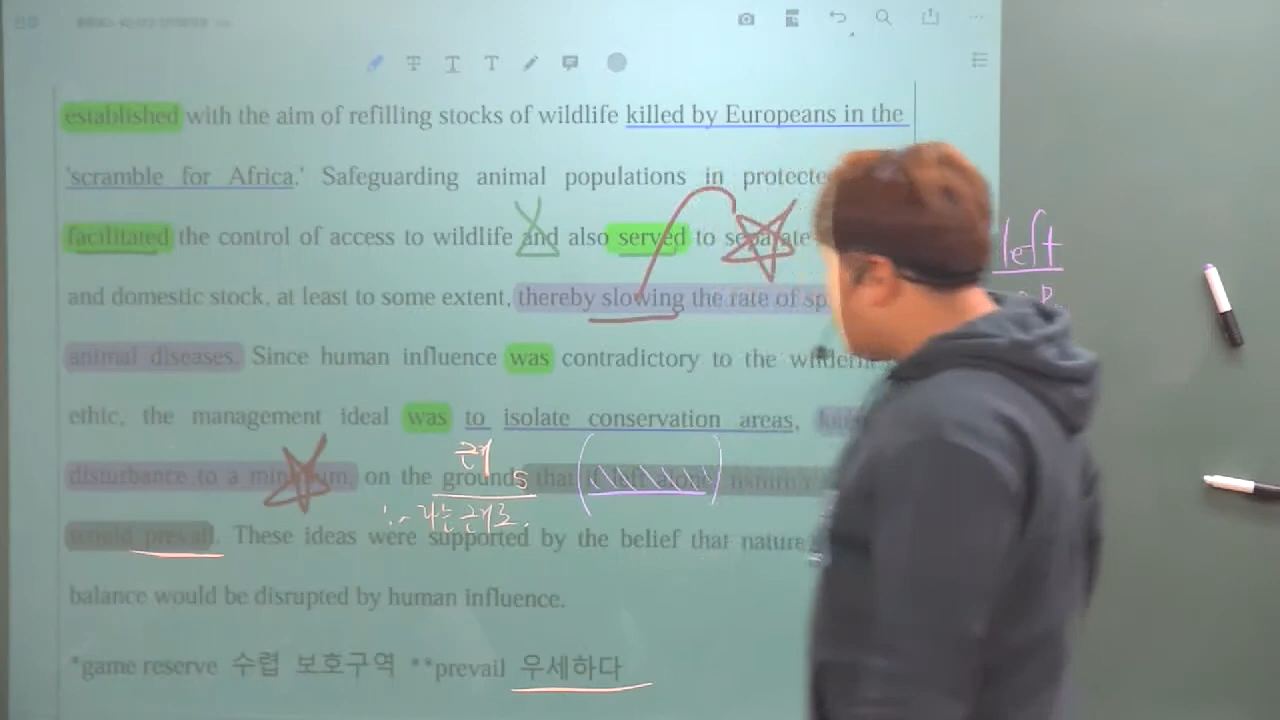 established with the aim of refilling stocks of wildlife killed by Europeans in the
'scramble for Africa.' Safeguarding animal populations in
facilitated the control of access to wildlife and also served to separate
left
and domestic stock, at least to some extent, thereby slowing the rate of
animal diseases. Since human influence was contradictory to the
ethic, the management ideal was to isolate conservation areas,
근거
disturbance to a minimum, on the grounds that if left alone
라는 근거로.
would prevail. These ideas were supported by the belief that nature
balance would be disrupted by human influence.
*game reserve 수렵 보호구역 **prevail 우세하다